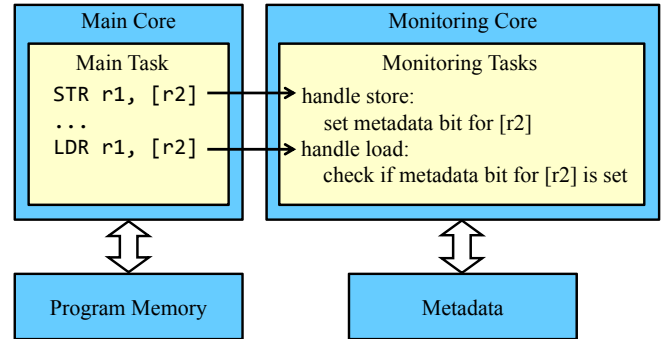 Main Core
Main Task
STR r1, [r2]
...
LDR r1, [r2]
Monitoring Core
Monitoring Tasks
handle store:
set metadata bit for [r2]
handle load:
check if metadata bit for [r2] is set
Program Memory
Metadata